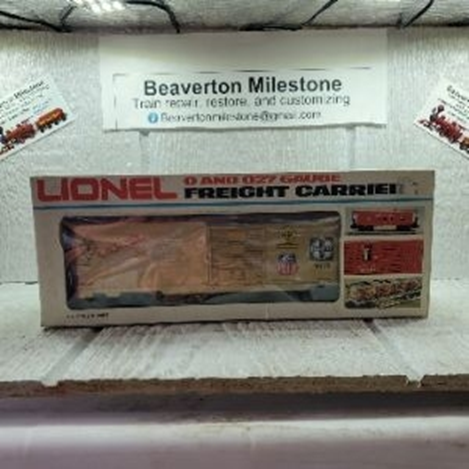 Beaverton Milestone
Train repair, restore, and customizing
Beavertonmilestone@gmail.com
LIONEL O AND O27 GAUGE
FREIGHT CARRIER